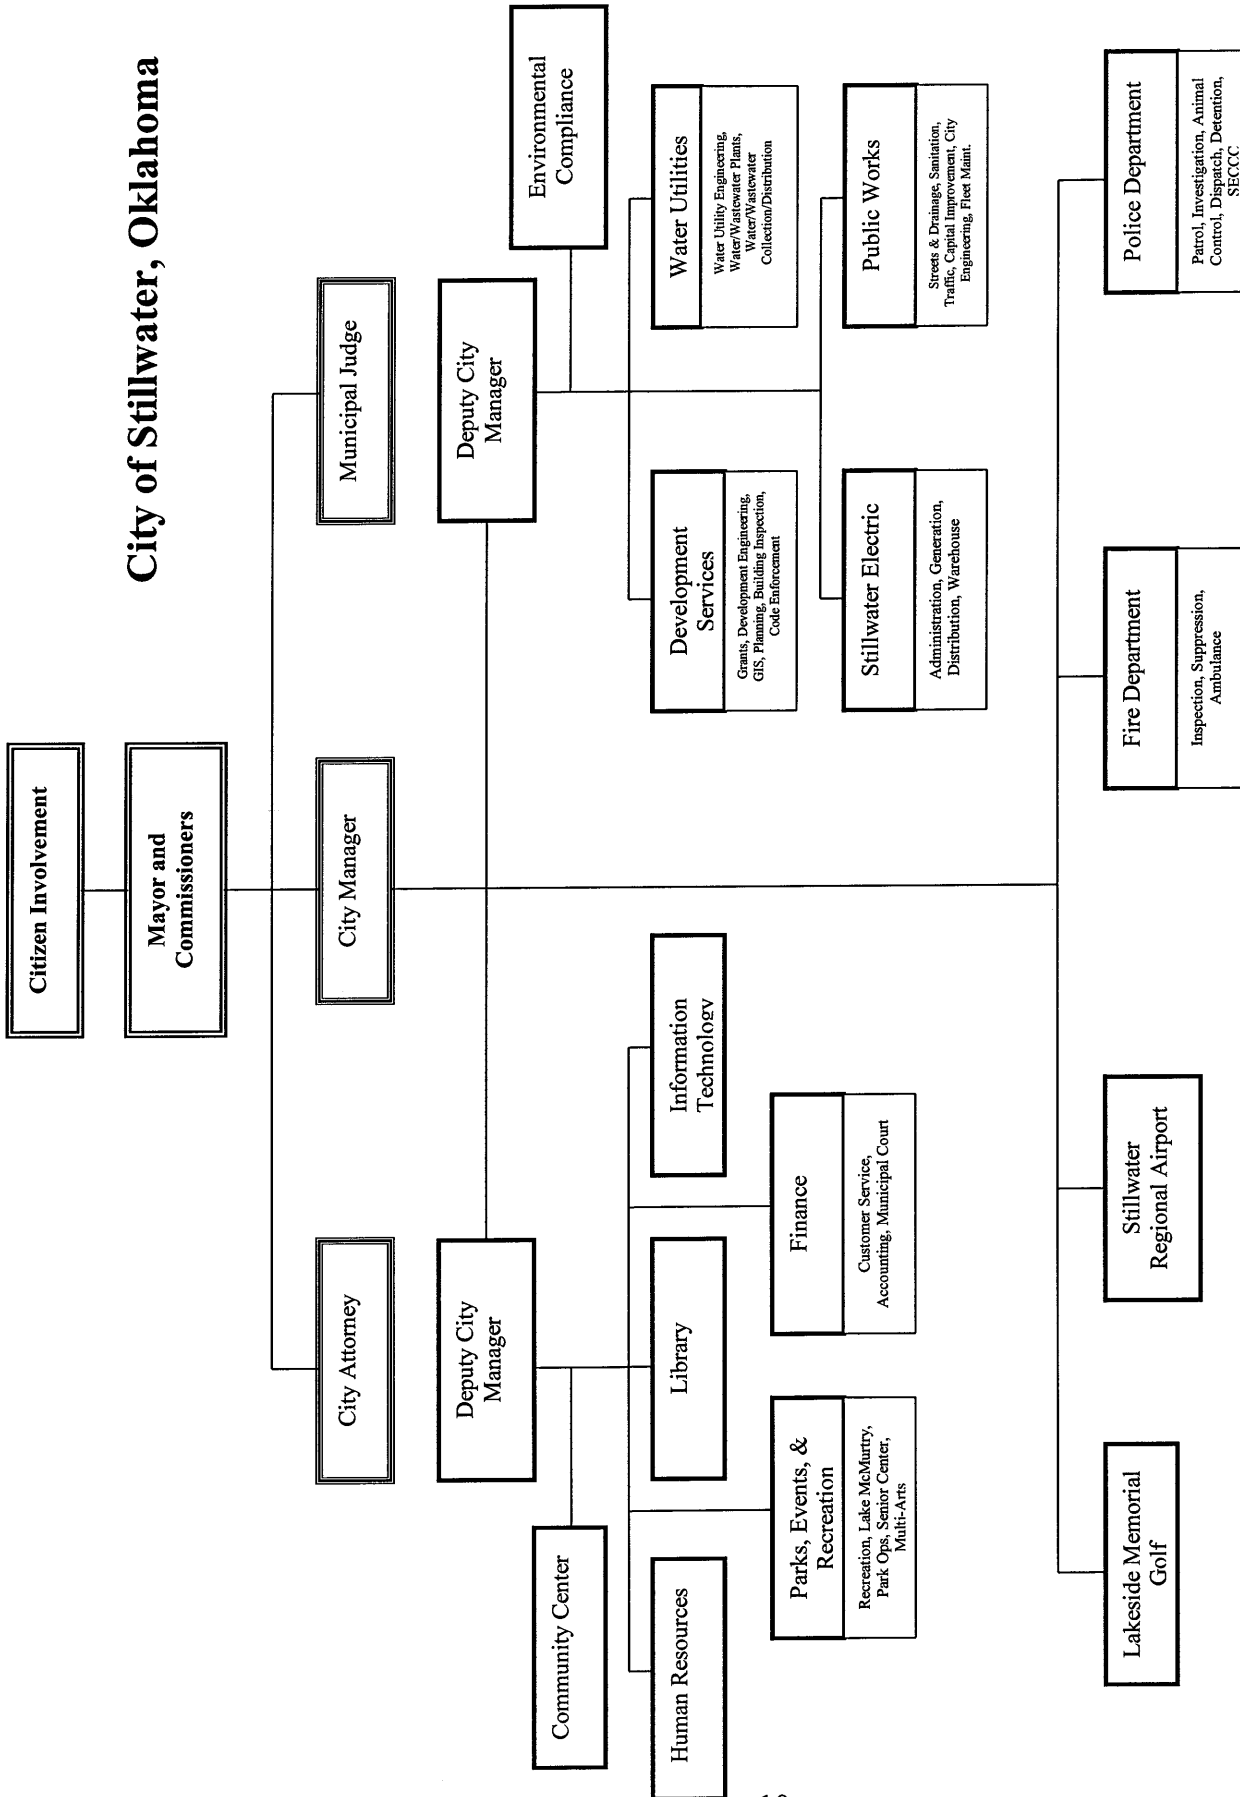 City of Stillwater, Oklahoma
Citizen Involvement
Mayor and
Commissioners
City Attorney
City Manager
Municipal Judge
Deputy City
Manager
Deputy City
Manager
Community Center
Environmental
Compliance
Human Resources
Library
Information
Technology
Development
Services
Grants, Development Engineering,
GIS, Planning, Building Inspection,
Code Enforcement
Water Utilities
Water Utility Engineering,
Water/Wastewater Plants,
Water/Wastewater
Collection/Distribution
Parks, Events, &
Recreation
Recreation, Lake McMurtry,
Park Ops, Senior Center,
Multi-Arts
Finance
Customer Service,
Accounting, Municipal Court
Stillwater Electric
Administration, Generation,
Distribution, Warehouse
Public Works
Streets & Drainage, Sanitation,
Traffic, Capital Improvement, City
Engineering, Fleet Maint.
Lakeside Memorial
Golf
Stillwater
Regional Airport
Fire Department
Inspection, Suppression,
Ambulance
Police Department
Patrol, Investigation, Animal
Control, Dispatch, Detention,
SECCC